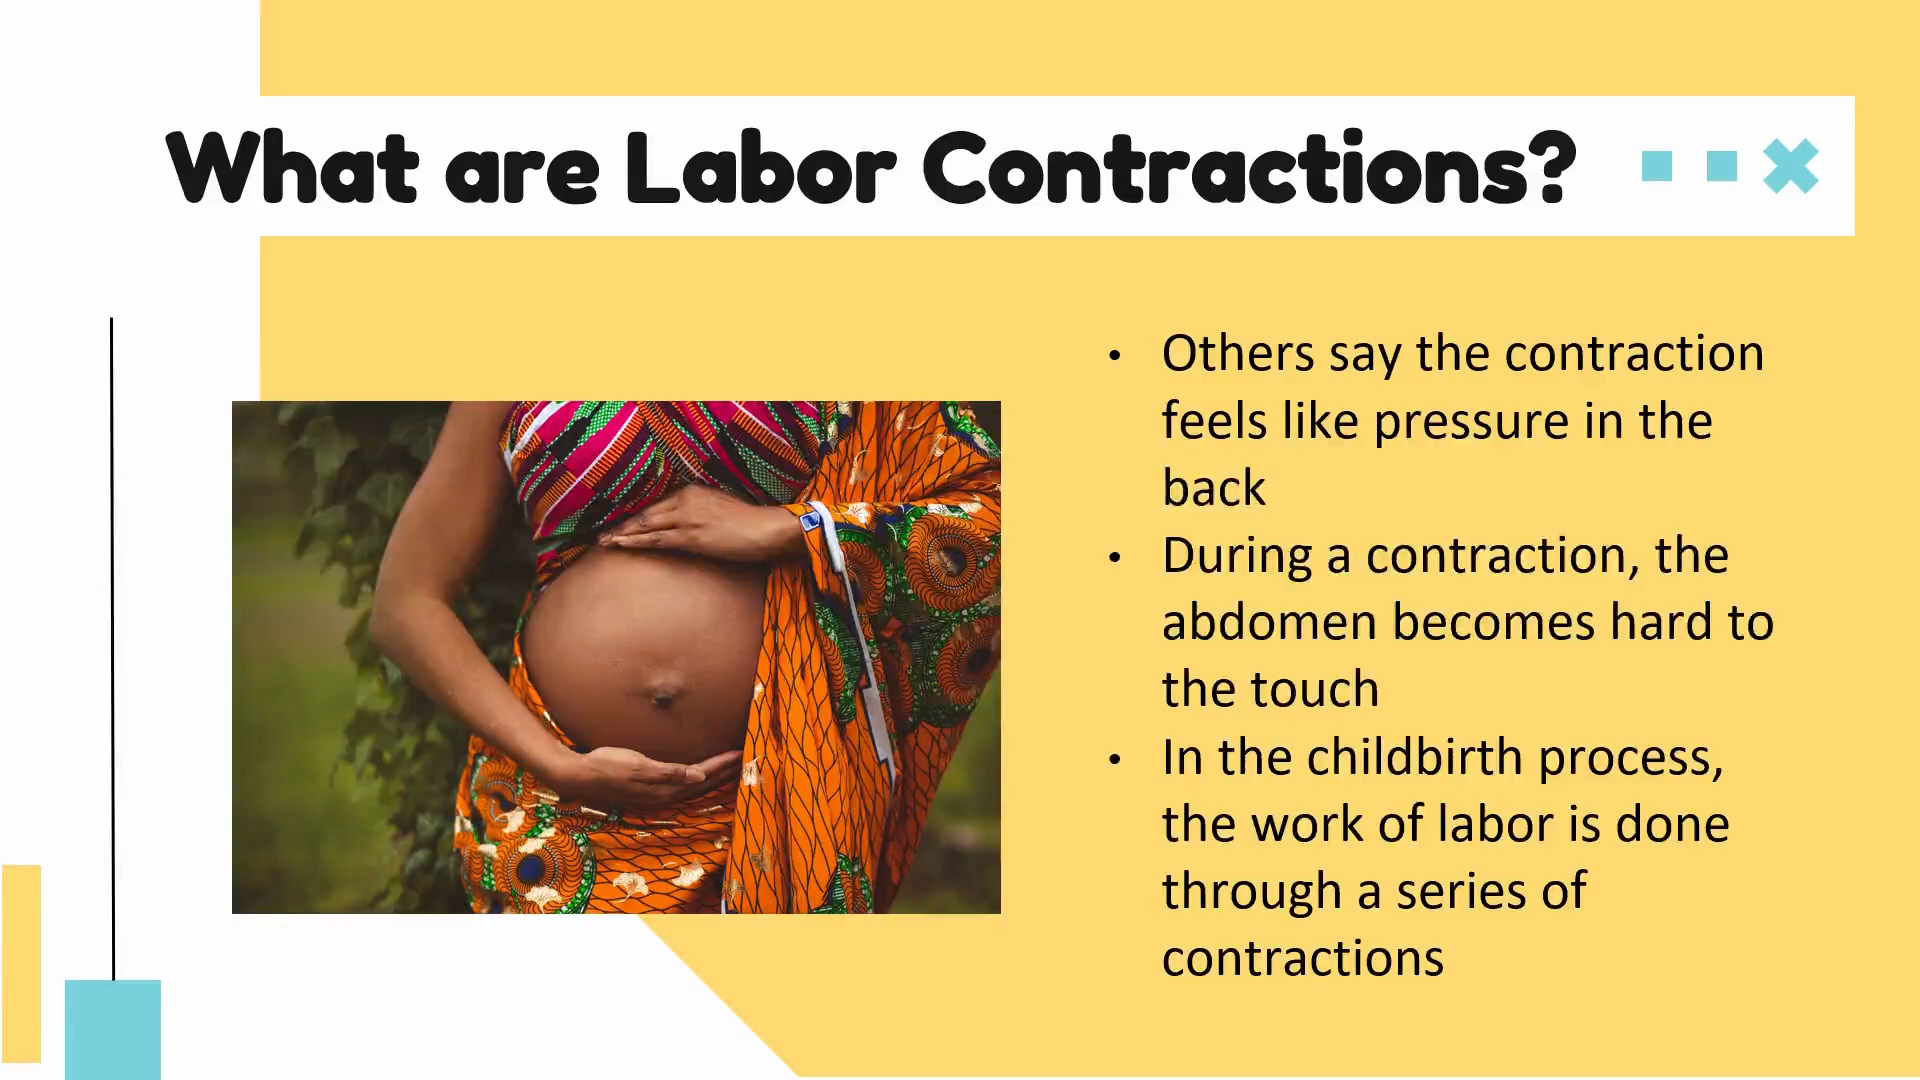 What are Labor Contractions?
• Others say the contraction
feels like pressure in the
back
• During a contraction, the
abdomen becomes hard to
the touch
• In the childbirth process,
the work of labor is done
through a series of
contractions